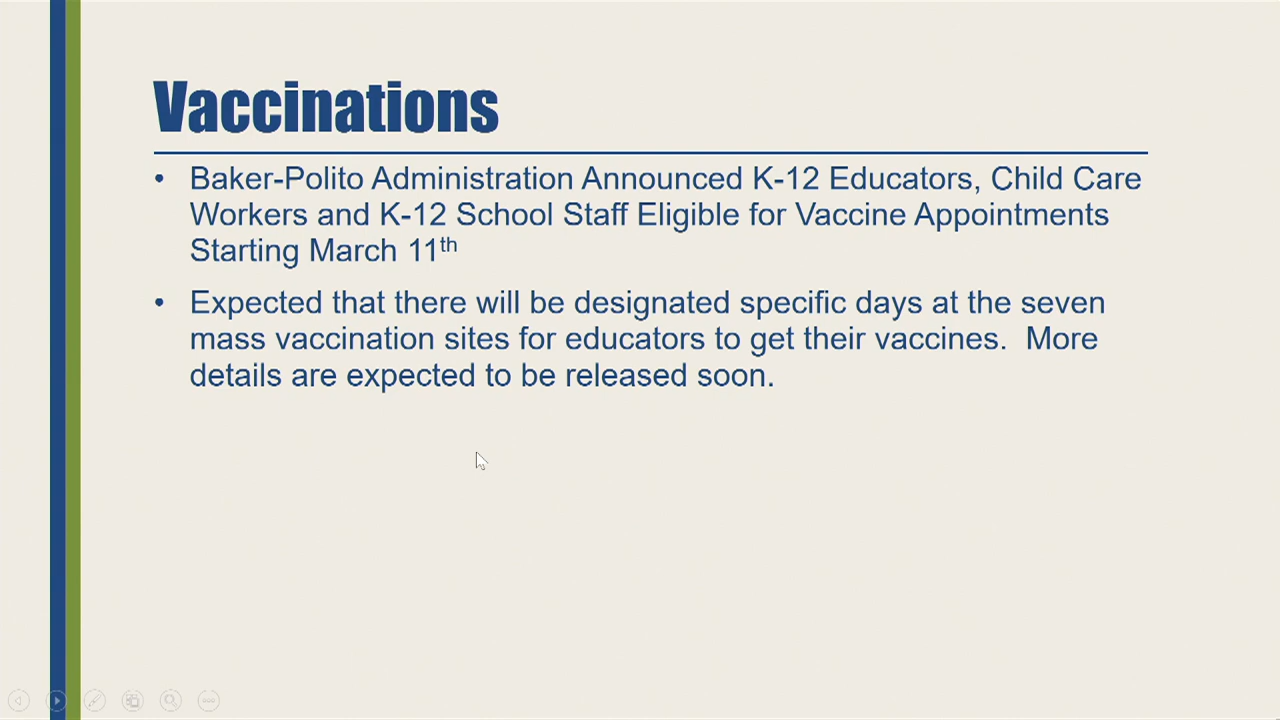 Vaccinations
• Baker-Polito Administration Announced K-12 Educators, Child Care
Workers and K-12 School Staff Eligible for Vaccine Appointments
Starting March 11th
• Expected that there will be designated specific days at the seven
mass vaccination sites for educators to get their vaccines.  More
details are expected to be released soon.